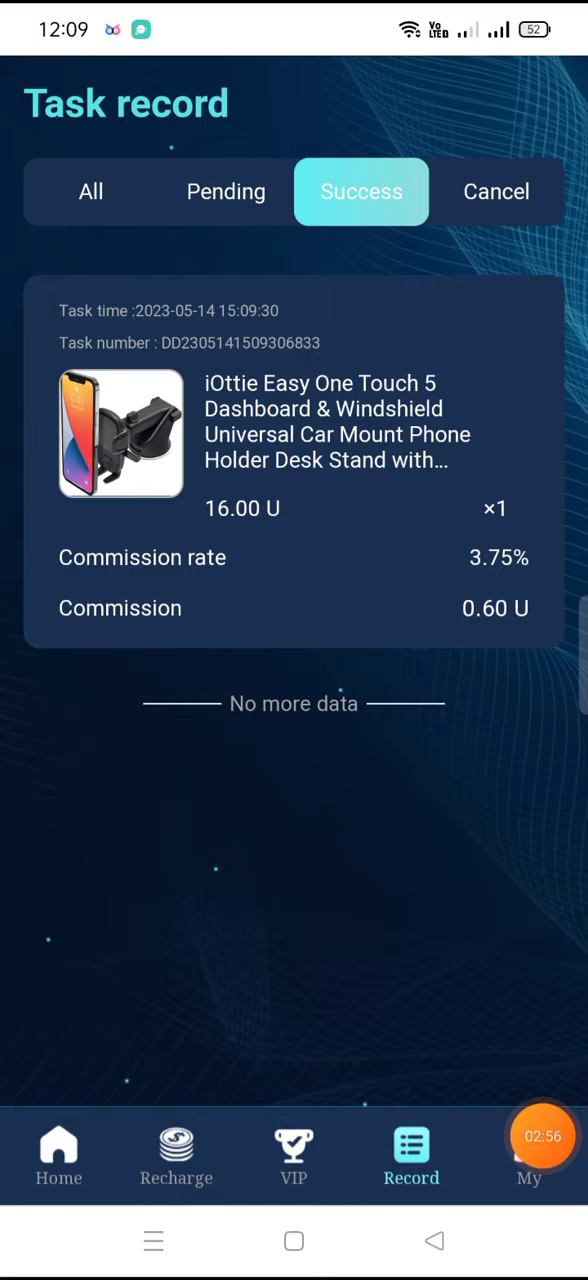 12:09
Vo
LTE D
52
Task record
All
Pending
Success
Cancel
Task time :2023-05-14 15:09:30
Task number : DD2305141509306833
iOttie Easy One Touch 5
Dashboard & Windshield
Universal Car Mount Phone
Holder Desk Stand with…
16.00 U
×1
Commission rate
3.75%
Commission
0.60 U
No more data
02:56
Home
Recharge
VIP
Record
My